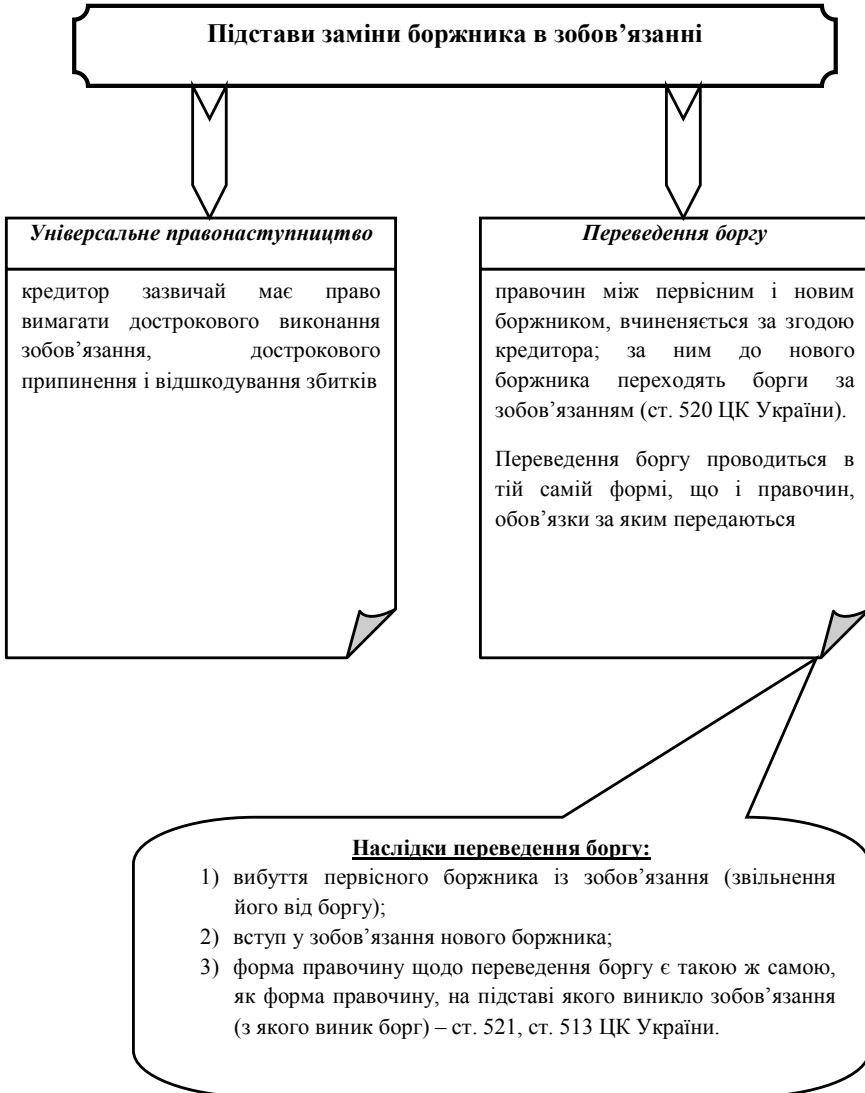 Підстави заміни боржника в зобов’язанні
Універсальне правонаступництво
кредитор зазвичай має право
вимагати дострокового виконання
зобов’язання, дострокового
припинення і відшкодування збитків
Переведення боргу
правочин між первісним і новим
боржником, вчиненяється за згодою
кредитора; за ним до нового
боржника переходять борги за
зобов’язанням (ст. 520 ЦК України).
Переведення боргу проводиться в
тій самій формі, що і правочин,
обов’язки за яким передаються
Наслідки переведення боргу:
1) вибуття первісного боржника із зобов’язання (звільнення
його від боргу);
2) вступ у зобов’язання нового боржника;
3) форма правочину щодо переведення боргу є такою ж самою,
як форма правочину, на підставі якого виникло зобов’язання
(з якого виник борг) – ст. 521, ст. 513 ЦК України.